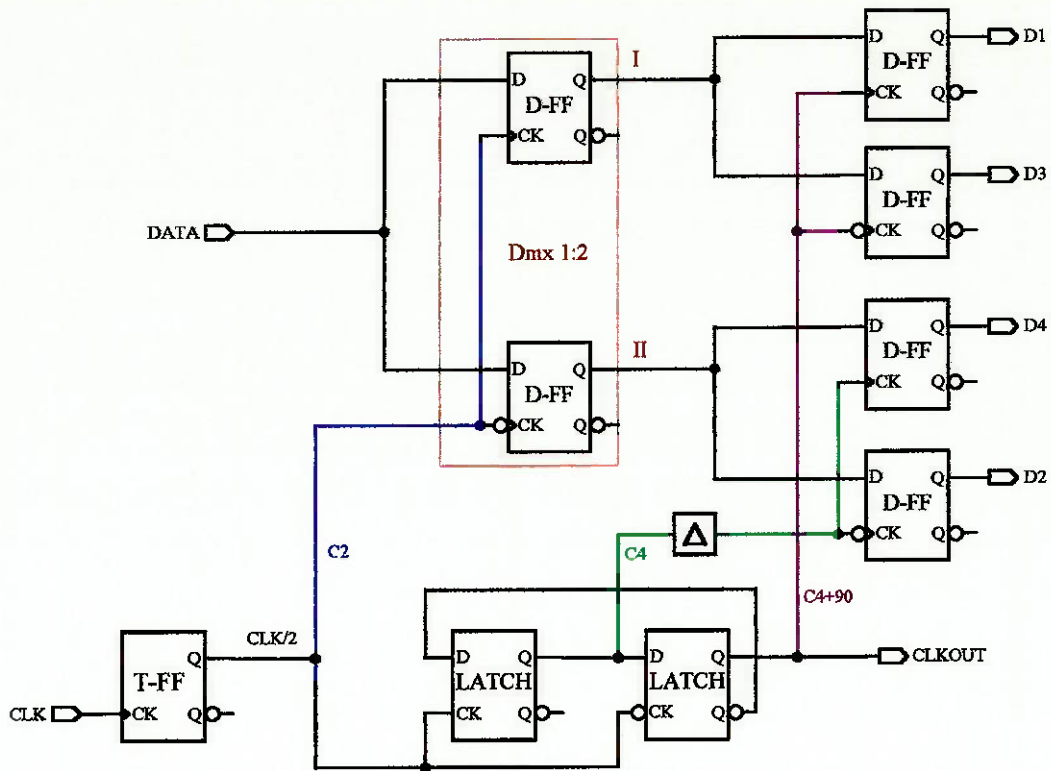 D Q D1
D-FF
CK Q
I
D Q
D-FF
CK Q
D Q D3
D-FF
CK Q
DATA
Dmx 1:2
II
D Q D4
D-FF
CK Q
D Q
D-FF
CK Q
D Q D2
D-FF
CK Q
Δ
C2
C4
C4+90
CLK/2
Q
T-FF
CLK CK Q
D Q
LATCH
CK Q
D Q
LATCH
CK Q
CLKOUT